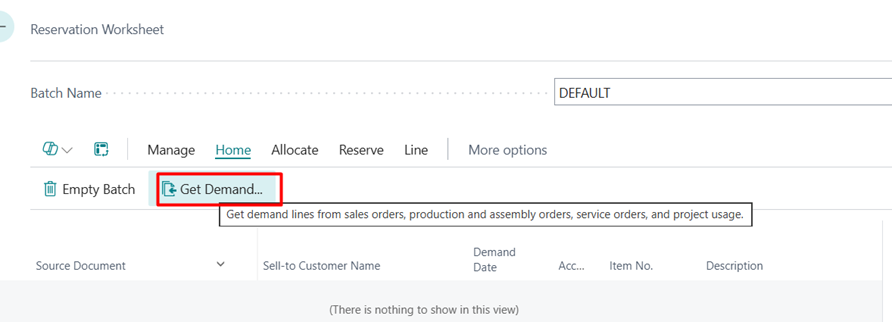 Reservation Worksheet
Batch Name DEFAULT
Manage Home Allocate Reserve Line More options
Empty Batch Get Demand...
Get demand lines from sales orders, production and assembly orders, service orders, and project usage.
Source Document Sell-to Customer Name Demand Date Acc... Item No. Description
(There is nothing to show in this view)